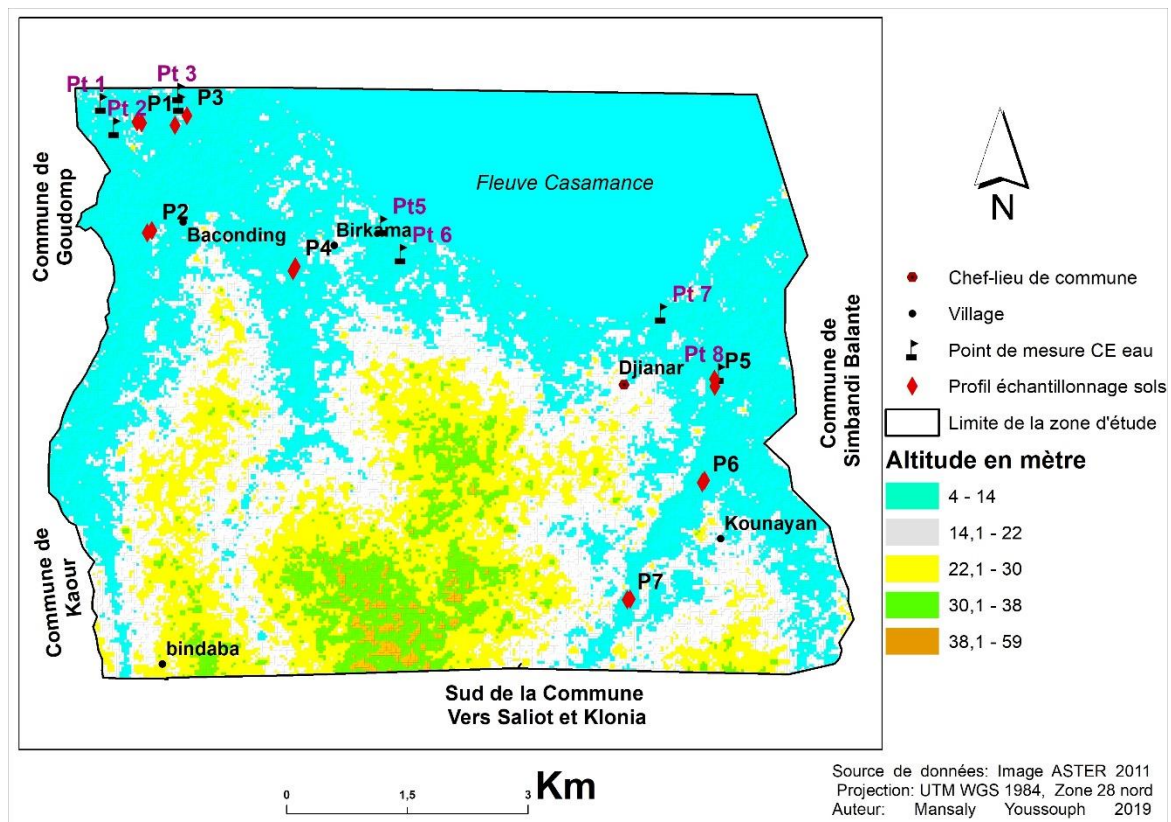 Pt 1
Pt 3
Pt 2
P1
P3
Commune de
Goudomp
Fleuve Casamance
N
P2
Baconding
Pt5
Birkama
P4
Pt 6
Pt 7
Pt 8
P5
Djianar
Commune de
Simbandi Balante
P6
Kounayan
P7
Commune de
Kaour
bindaba
Sud de la Commune
Vers Saliot et Klonia
Chef-lieu de commune
Village
Point de mesure CE eau
Profil échantillonnage sols
Limite de la zone d'étude
Altitude en mètre
4 - 14
14,1 - 22
22,1 - 30
30,1 - 38
38,1 - 59
0 1,5 3 Km
Source de données: Image ASTER 2011
Projection: UTM WGS 1984, Zone 28 nord
Auteur: Mansaly Youssouph 2019